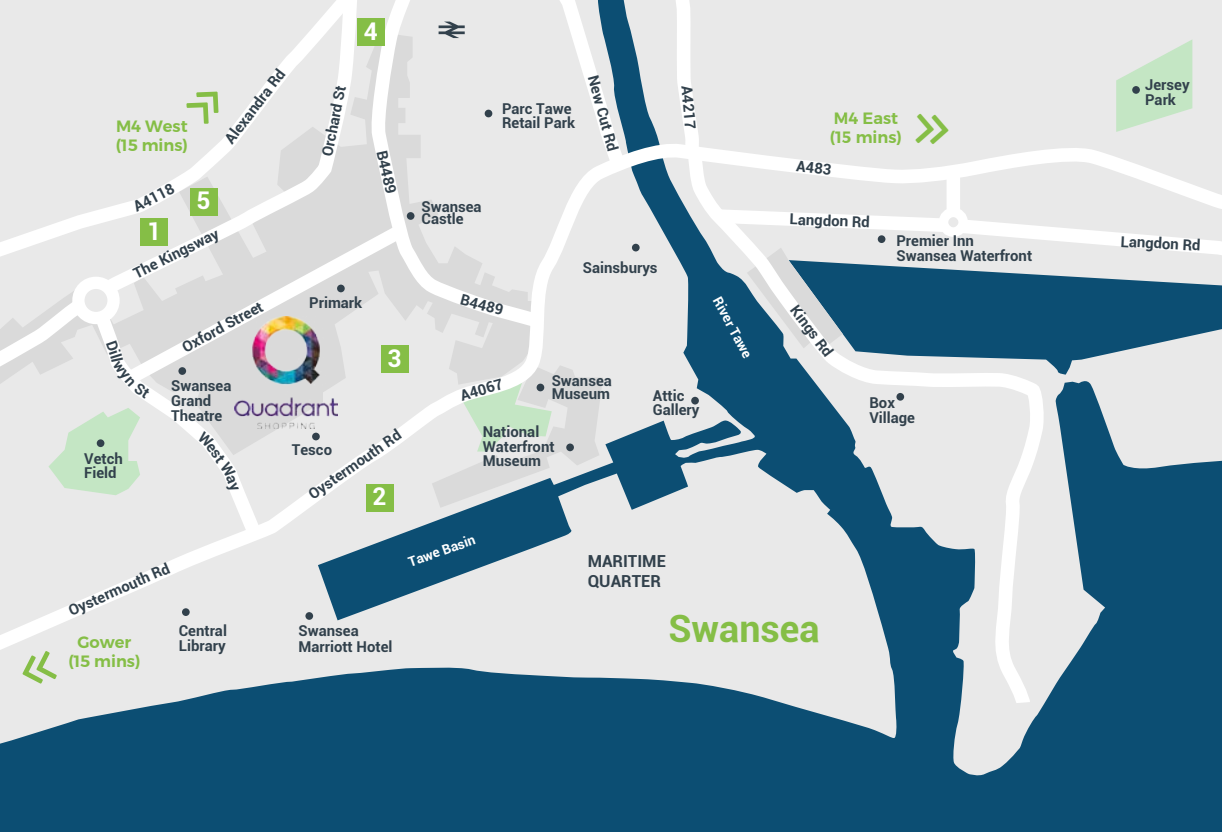 4
Alexandra Rd
Orchard St
New Cut Rd
A4217
Jersey
Park
Parc Tawe
Retail Park
M4 West
(15 mins)
M4 East
(15 mins)
B4489
A483
A4118
5
1
The Kingsway
Swansea
Castle
Langdon Rd
Premier Inn
Swansea Waterfront
Langdon Rd
Sainsburys
Primark
B4489
River Tawe
Kings Rd
Oxford Street
Dillwyn St
3
Swansea
Grand
Theatre
Quadrant
SHOPPING
A4067
Swansea
Museum
Attic
Gallery
Box
Village
National
Waterfront
Museum
Tesco
Vetch
Field
West Way
Oystermouth Rd
2
Tawe Basin
MARITIME
QUARTER
Oystermouth Rd
Central
Library
Swansea
Marriott Hotel
Swansea
Gower
(15 mins)